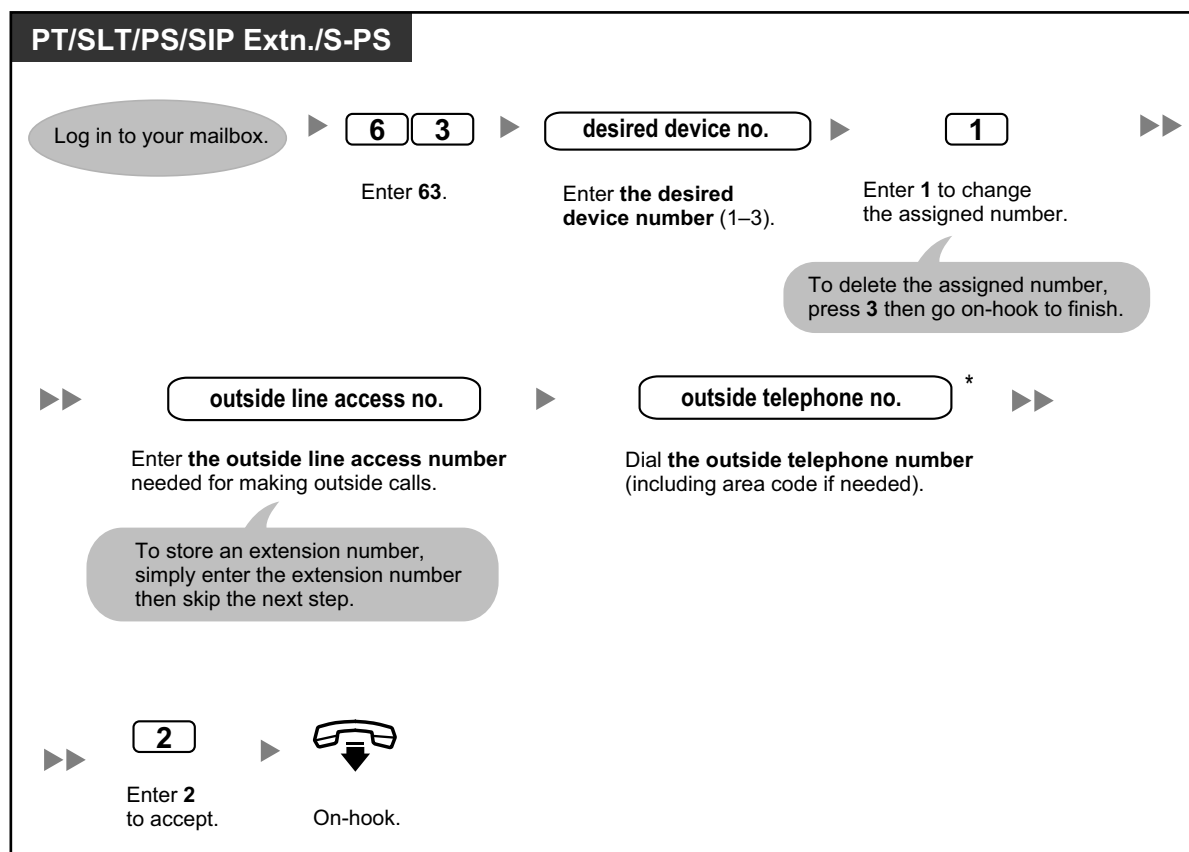 PT/SLT/PS/SIP Extn./S-PS
Log in to your mailbox.
6 3
desired device no.
1
Enter 63.
Enter the desired
device number (1–3).
Enter 1 to change
the assigned number.
To delete the assigned number,
press 3 then go on-hook to finish.
outside line access no.
outside telephone no. *
Enter the outside line access number
needed for making outside calls.
Dial the outside telephone number
(including area code if needed).
To store an extension number,
simply enter the extension number
then skip the next step.
2
Enter 2
to accept.
On-hook.